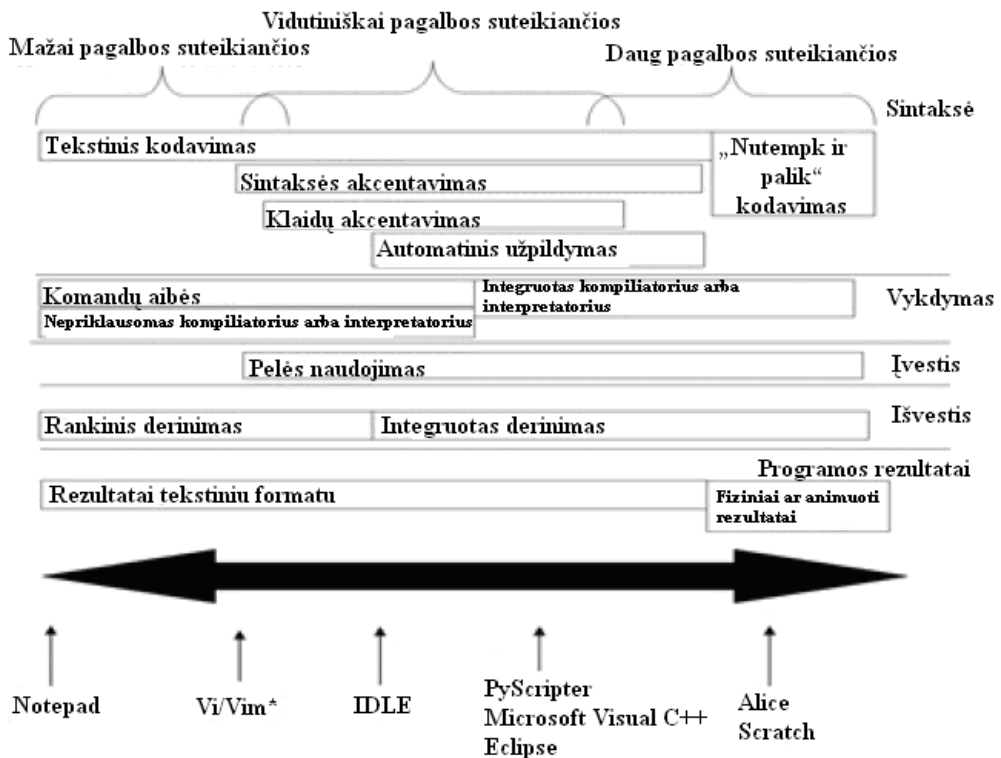 Vidutiniškai pagalbos suteikiančios
Mažai pagalbos suteikiančios
Daug pagalbos suteikiančios
Sintaksė
Tekstinis kodavimas
„Nutempk ir
palik“
kodavimas
Sintaksės akcentavimas
Klaidų akcentavimas
Automatinis užpildymas
Komandų aibės
Integruotas kompiliatorius arba
interpretatorius
Vykdymas
Nepriklausomas kompiliatorius arba interpretatorius
Pelės naudojimas
Įvestis
Rankinis derinimas
Integruotas derinimas
Išvestis
Programos rezultatai
Rezultatai tekstiniu formatu
Fiziniai ar animuoti
rezultatai
Notepad
Vi/Vim*
IDLE
PyScripter
Microsoft Visual C++
Eclipse
Alice
Scratch